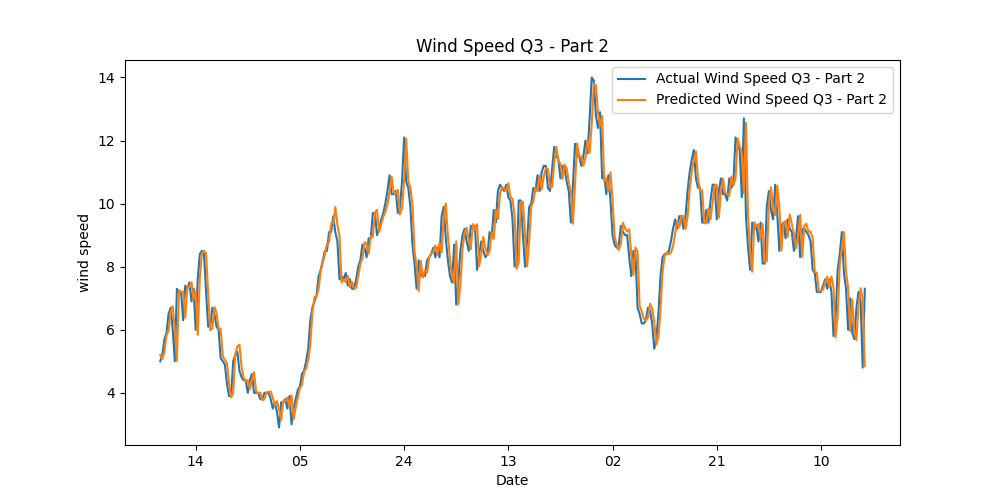 Wind Speed Q3 - Part 2
Actual Wind Speed Q3 - Part 2
Predicted Wind Speed Q3 - Part 2
wind speed
14
12
10
8
6
4
14 05 24 13 02 21 10
Date